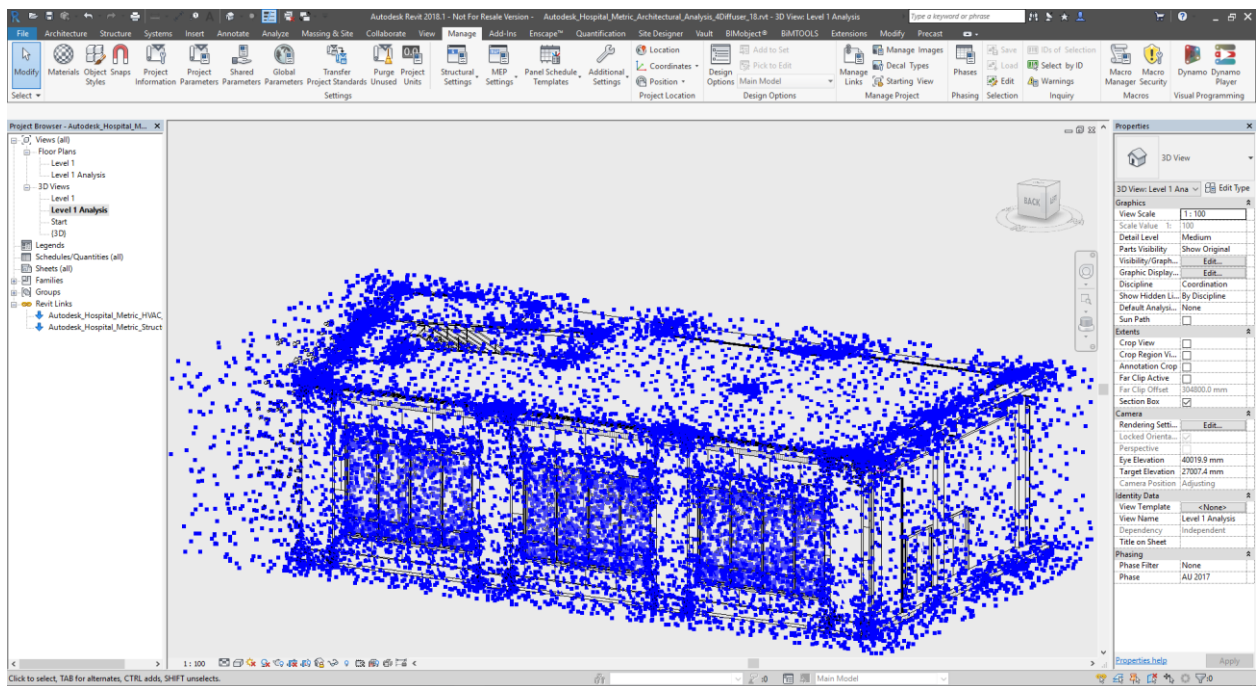 Autodesk Revit 2018.1 - Not For Resale Version - Autodesk_Hospital_Metric_Architectural_Analysis_4Diffuser_18.rvt - 3D View: Level 1 Analysis
Type a keyword or phrase
File Architecture Structure Systems Insert Annotate Analyze Massing & Site Collaborate View Manage Add-Ins Enscape™ Quantification Site Designer Vault BIMobject® BiMTOOLS Extensions Modify Precast
Modify
Materials
Object Styles
Snaps
Project Information
Project Parameters
Shared Parameters
Global Parameters
Transfer Project Standards
Purge Unused
Project Units
Structural Settings
MEP Settings
Panel Schedule Templates
Additional Settings
Location
Coordinates
Position
Design Options
Add to Set
Pick to Edit
Main Model
Manage Links
Manage Images
Decal Types
Starting View
Phases
Save
Load
Edit
IDs of Selection
Select by ID
Warnings
Macro Manager
Macro Security
Dynamo
Dynamo Player
Select
Settings
Project Location
Design Options
Manage Project
Phasing
Selection
Inquiry
Macros
Visual Programming
Project Browser - Autodesk_Hospital_M...
Views (all)
Floor Plans
Level 1
Level 1 Analysis
3D Views
Level 1
Level 1 Analysis
Start
{3D}
Legends
Schedules/Quantities (all)
Sheets (all)
Families
Groups
Revit Links
Autodesk_Hospital_Metric_HVAC_
Autodesk_Hospital_Metric_Struct
BACK
UP
Properties
3D View
3D View: Level 1 Ana
Edit Type
Graphics
View Scale 1 : 100
Scale Value 1: 100
Detail Level Medium
Parts Visibility Show Original
Visibility/Graph... Edit...
Graphic Display... Edit...
Discipline Coordination
Show Hidden Li... By Discipline
Default Analysi... None
Sun Path
Extents
Crop View
Crop Region Vi...
Annotation Crop
Far Clip Active
Far Clip Offset 304800.0 mm
Section Box
Camera
Rendering Setti... Edit...
Locked Orienta...
Perspective
Eye Elevation 40019.9 mm
Target Elevation 27007.4 mm
Camera Position Adjusting
Identity Data
View Template <None>
View Name Level 1 Analysis
Dependency Independent
Title on Sheet
Phasing
Phase Filter None
Phase AU 2017
Properties help
Apply
1 : 100
Click to select, TAB for alternates, CTRL adds, SHIFT unselects.
:0
Main Model
:0